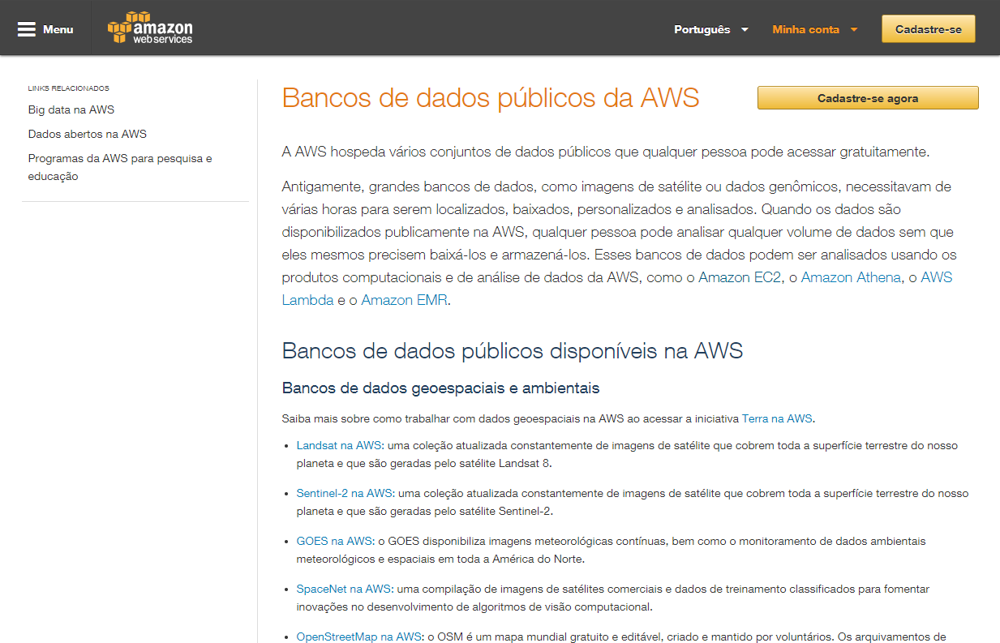 Menu
amazon
web services
Português
Minha conta
Cadastre-se
LINKS RELACIONADOS
Big data na AWS
Dados abertos na AWS
Programas da AWS para pesquisa e
educação
Bancos de dados públicos da AWS
Cadastre-se agora
A AWS hospeda vários conjuntos de dados públicos que qualquer pessoa pode acessar gratuitamente.
Antigamente, grandes bancos de dados, como imagens de satélite ou dados genômicos, necessitavam de
várias horas para serem localizados, baixados, personalizados e analisados. Quando os dados são
disponibilizados publicamente na AWS, qualquer pessoa pode analisar qualquer volume de dados sem que
eles mesmos precisem baixá-los e armazená-los. Esses bancos de dados podem ser analisados usando os
produtos computacionais e de análise de dados da AWS, como o Amazon EC2, o Amazon Athena, o AWS
Lambda e o Amazon EMR.
Bancos de dados públicos disponíveis na AWS
Bancos de dados geoespaciais e ambientais
Saiba mais sobre como trabalhar com dados geoespaciais na AWS ao acessar a iniciativa Terra na AWS.
• Landsat na AWS: uma coleção atualizada constantemente de imagens de satélite que cobrem toda a superfície terrestre do nosso
planeta e que são geradas pelo satélite Landsat 8.
• Sentinel-2 na AWS: uma coleção atualizada constantemente de imagens de satélite que cobrem toda a superfície terrestre do nosso
planeta e que são geradas pelo satélite Sentinel-2.
• GOES na AWS: o GOES disponibiliza imagens meteorológicas contínuas, bem como o monitoramento de dados ambientais
meteorológicos e espaciais em toda a América do Norte.
• SpaceNet na AWS: uma compilação de imagens de satélites comerciais e dados de treinamento classificados para fomentar
inovações no desenvolvimento de algoritmos de visão computacional.
• OpenStreetMap na AWS: o OSM é um mapa mundial gratuito e editável, criado e mantido por voluntários. Os arquivamentos de